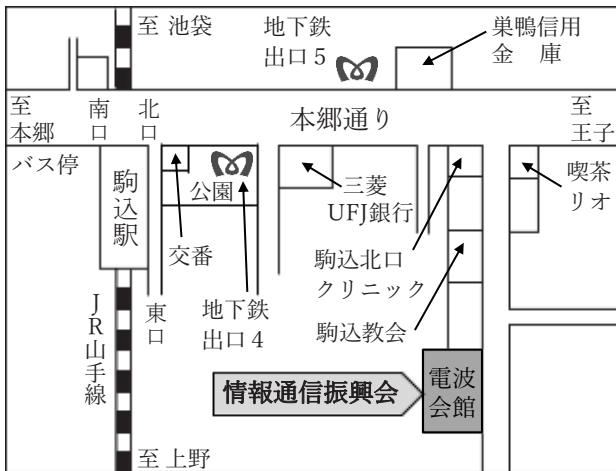 至 池袋
地下鉄
出口５
巣鴨信用
金　庫
至
本郷
南
口
北
口
本郷通り
至
王子
バス停
駒
込
駅
公園
交番
三菱
UFJ銀行
喫茶
リオ
駒込北口
クリニック
地下鉄
出口４
東
口
駒込教会
JR山手線
情報通信振興会
電波
会館
至 上野